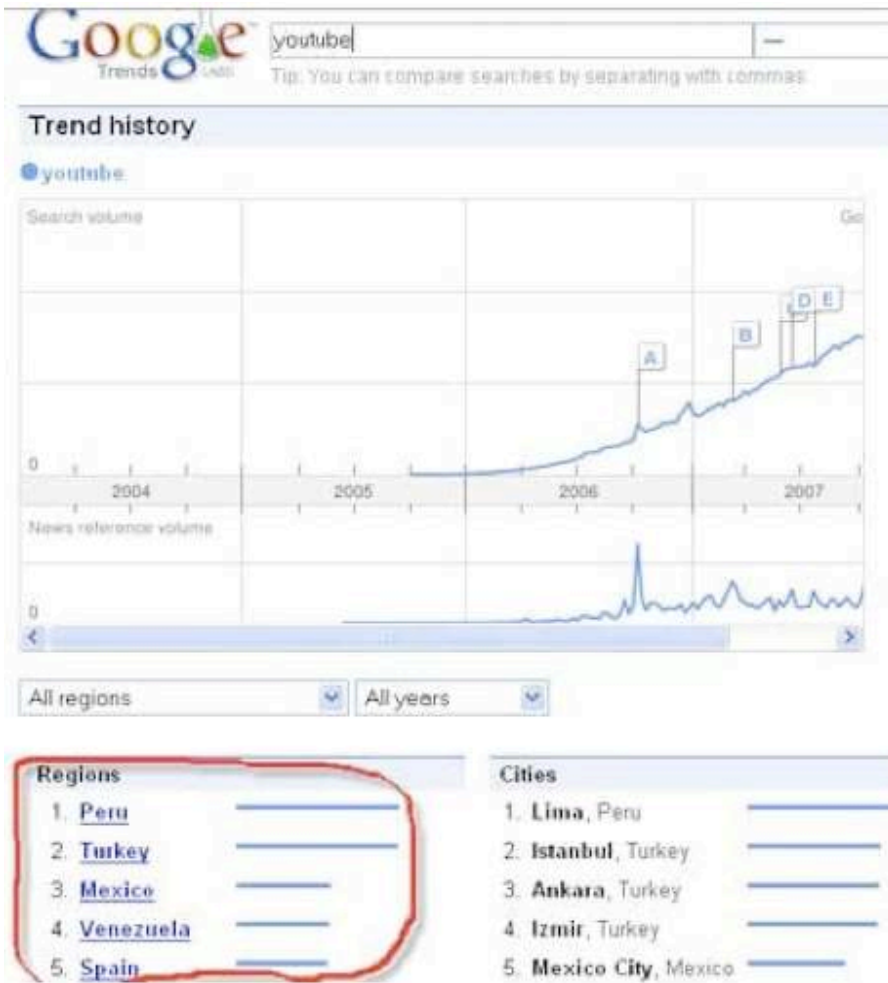 Google
Trends LABS
youtube
Tip: You can compare searches by separating with commas.
Trend history
youtube
Search volume
Go
A
B
D
E
0
2004
2005
2006
2007
News reference volume
0
All regions
All years
Regions
1. Peru
2. Turkey
3. Mexico
4. Venezuela
5. Spain
Cities
1. Lima, Peru
2. Istanbul, Turkey
3. Ankara, Turkey
4. Izmir, Turkey
5. Mexico City, Mexico